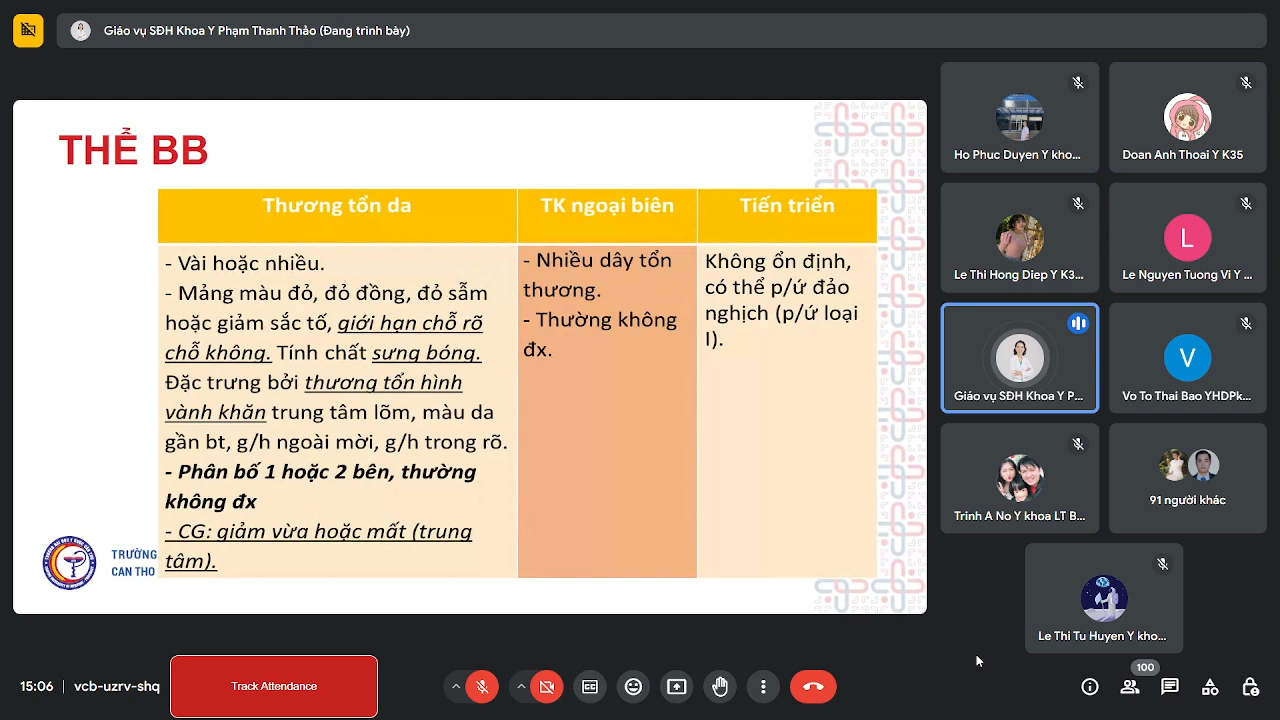 Giáo vụ SĐH Khoa Y Phạm Thanh Thảo (Đang trình bày)
THỂ BB
Thương tổn da
TK ngoại biên
Tiến triển
- Vài hoặc nhiều.
- Mảng màu đỏ, đỏ đồng, đỏ sẫm
hoặc giảm sắc tố, giới hạn chỗ rõ
chỗ không. Tính chất sưng bóng.
Đặc trưng bởi thương tổn hình
vành khăn trung tâm lõm, màu da
gần bt, g/h ngoài mời, g/h trong rõ.
- Phân bố 1 hoặc 2 bên, thường
không đx
- CG: giảm vừa hoặc mất (trung
tâm).
- Nhiều dây tổn
thương.
- Thường không
đx.
Không ổn định,
có thể p/ứ đảo
nghịch (p/ứ loại
I).
TRƯỜNG
CAN THO
Ho Phuc Duyen Y kho...
Doan Anh Thoai Y K38
Le Thi Hong Diep Y K3...
L
Le Nguyen Tuong Vi Y ...
Giáo vụ SĐH Khoa Y P...
V
Vo To Thai Bao YHDP1...
Trinh A No Y khoa LT B...
91 người khác
Le Thi Tu Huyen Y kho...
15:06 | vcb-uzrv-shq
Track Attendance
100